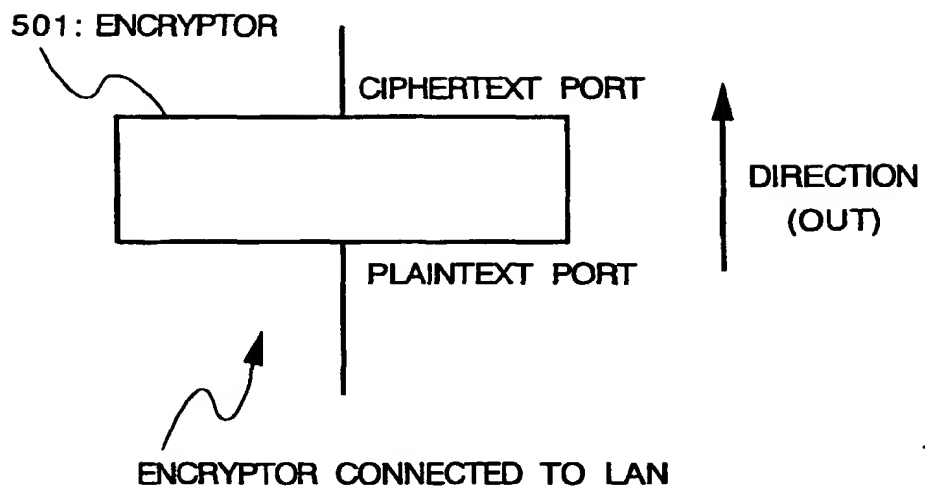 501: ENCRYPTOR
CIPHERTEXT PORT
DIRECTION
(OUT)
PLAINTEXT PORT
ENCRYPTOR CONNECTED TO LAN